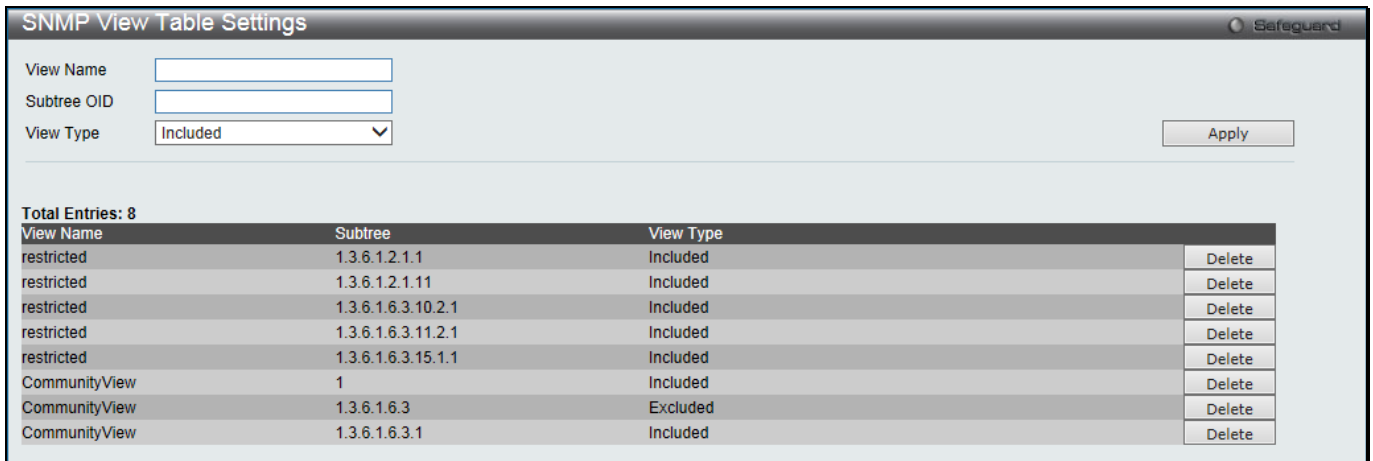 SNMP View Table Settings
Safeguard
View Name
Subtree OID
View Type Included
Apply
Total Entries: 8
View Name Subtree View Type
restricted 1.3.6.1.2.1.1 Included Delete
restricted 1.3.6.1.2.1.11 Included Delete
restricted 1.3.6.1.6.3.10.2.1 Included Delete
restricted 1.3.6.1.6.3.11.2.1 Included Delete
restricted 1.3.6.1.6.3.15.1.1 Included Delete
CommunityView 1 Included Delete
CommunityView 1.3.6.1.6.3 Excluded Delete
CommunityView 1.3.6.1.6.3.1 Included Delete